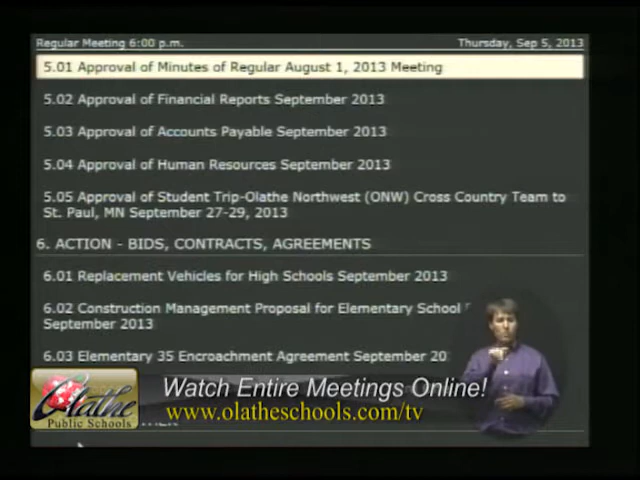 Regular Meeting 6:00 p.m.
Thursday, Sep 5, 2013
5.01 Approval of Minutes of Regular August 1, 2013 Meeting
5.02 Approval of Financial Reports September 2013
5.03 Approval of Accounts Payable September 2013
5.04 Approval of Human Resources September 2013
5.05 Approval of Student Trip-Olathe Northwest (ONW) Cross Country Team to
St. Paul, MN September 27-29, 2013
6. ACTION - BIDS, CONTRACTS, AGREEMENTS
6.01 Replacement Vehicles for High Schools September 2013
6.02 Construction Management Proposal for Elementary School
September 2013
6.03 Elementary 35 Encroachment Agreement September 20
Olathe
Public Schools
Watch Entire Meetings Online!
www.olatheschools.com/tv